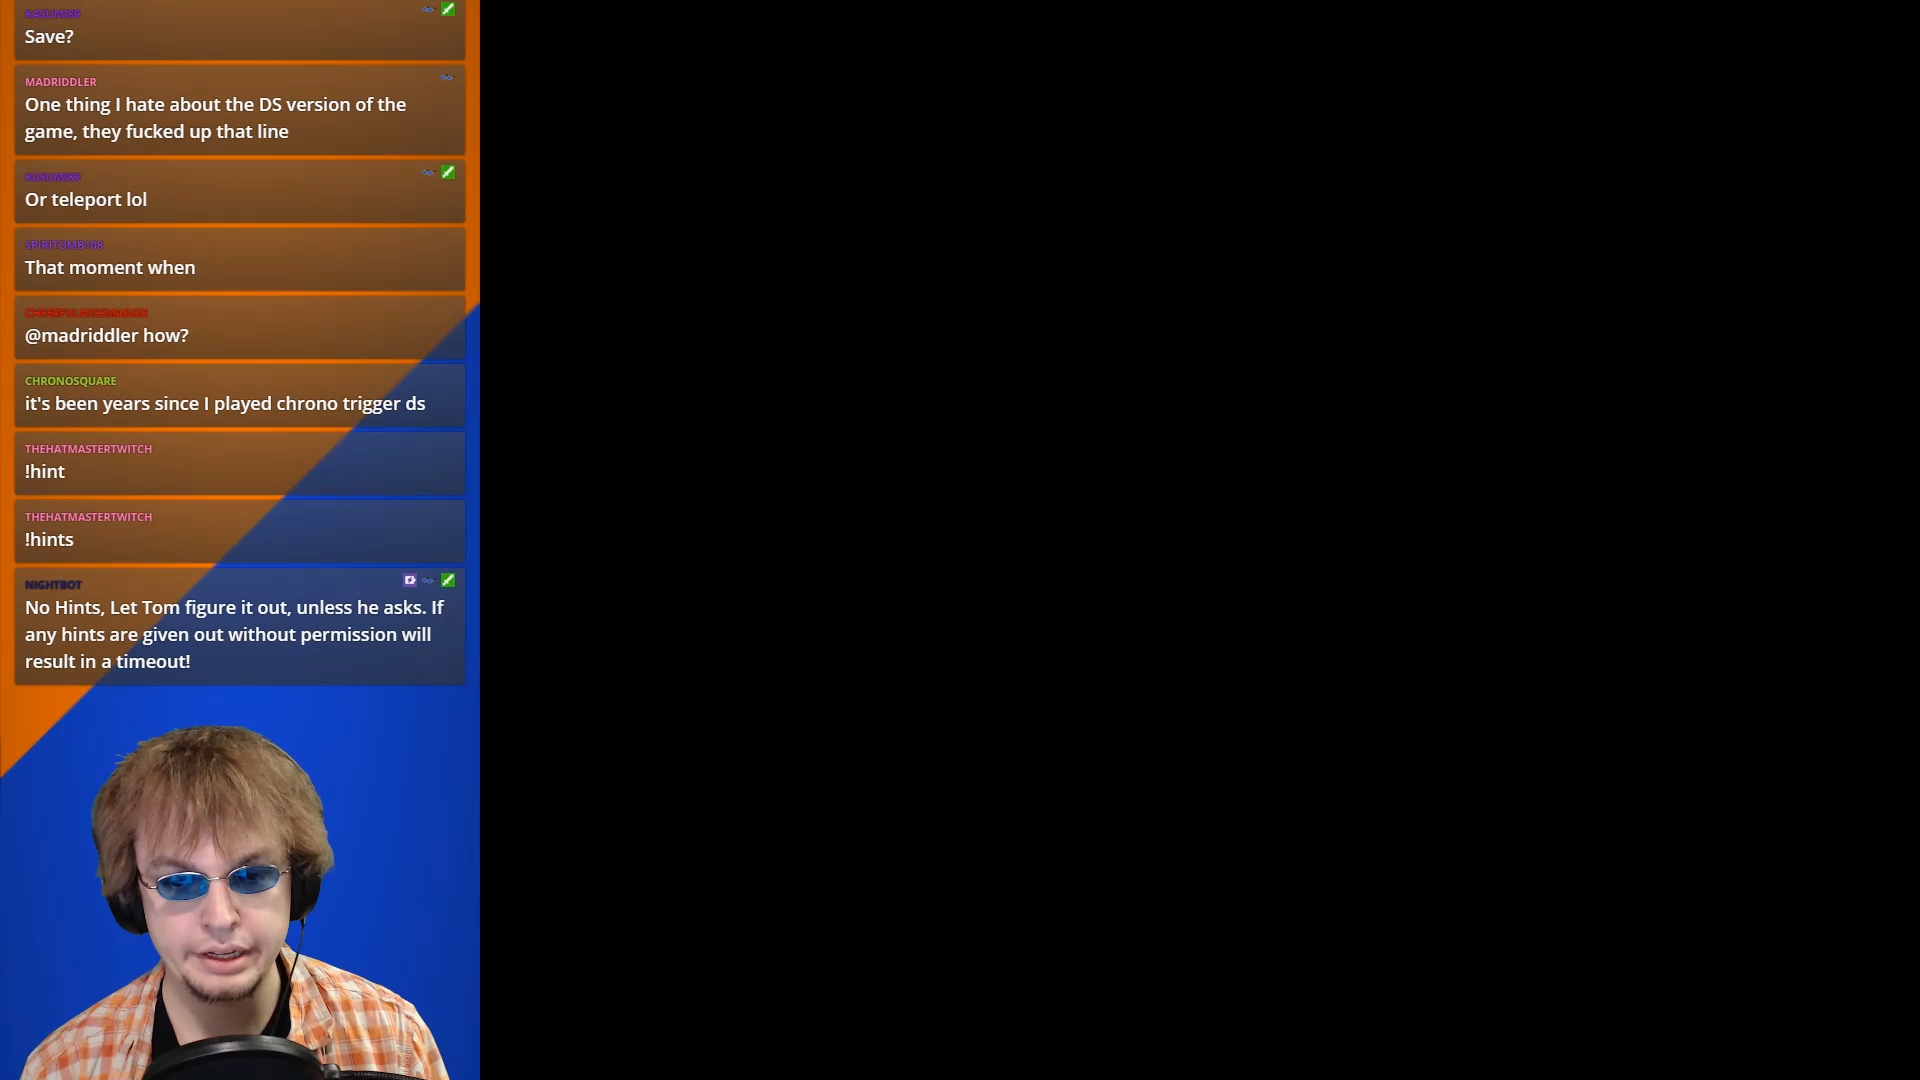 KASUMI89
Save?
MADRIDDLER
One thing I hate about the DS version of the
game, they fucked up that line
KASUMI89
Or teleport lol
SPIRITOMB108
That moment when
@madriddler how?
CHRONOSQUARE
it's been years since I played chrono trigger ds
THEHATMASTERTWITCH
!hint
THEHATMASTERTWITCH
!hints
NIGHTBOT
No Hints, Let Tom figure it out, unless he asks. If
any hints are given out without permission will
result in a timeout!